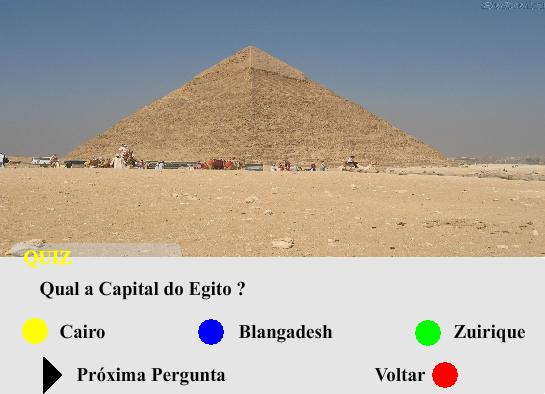 QUIZ
Qual a Capital do Egito ?
Cairo Blangadesh Zuirique
Próxima Pergunta Voltar